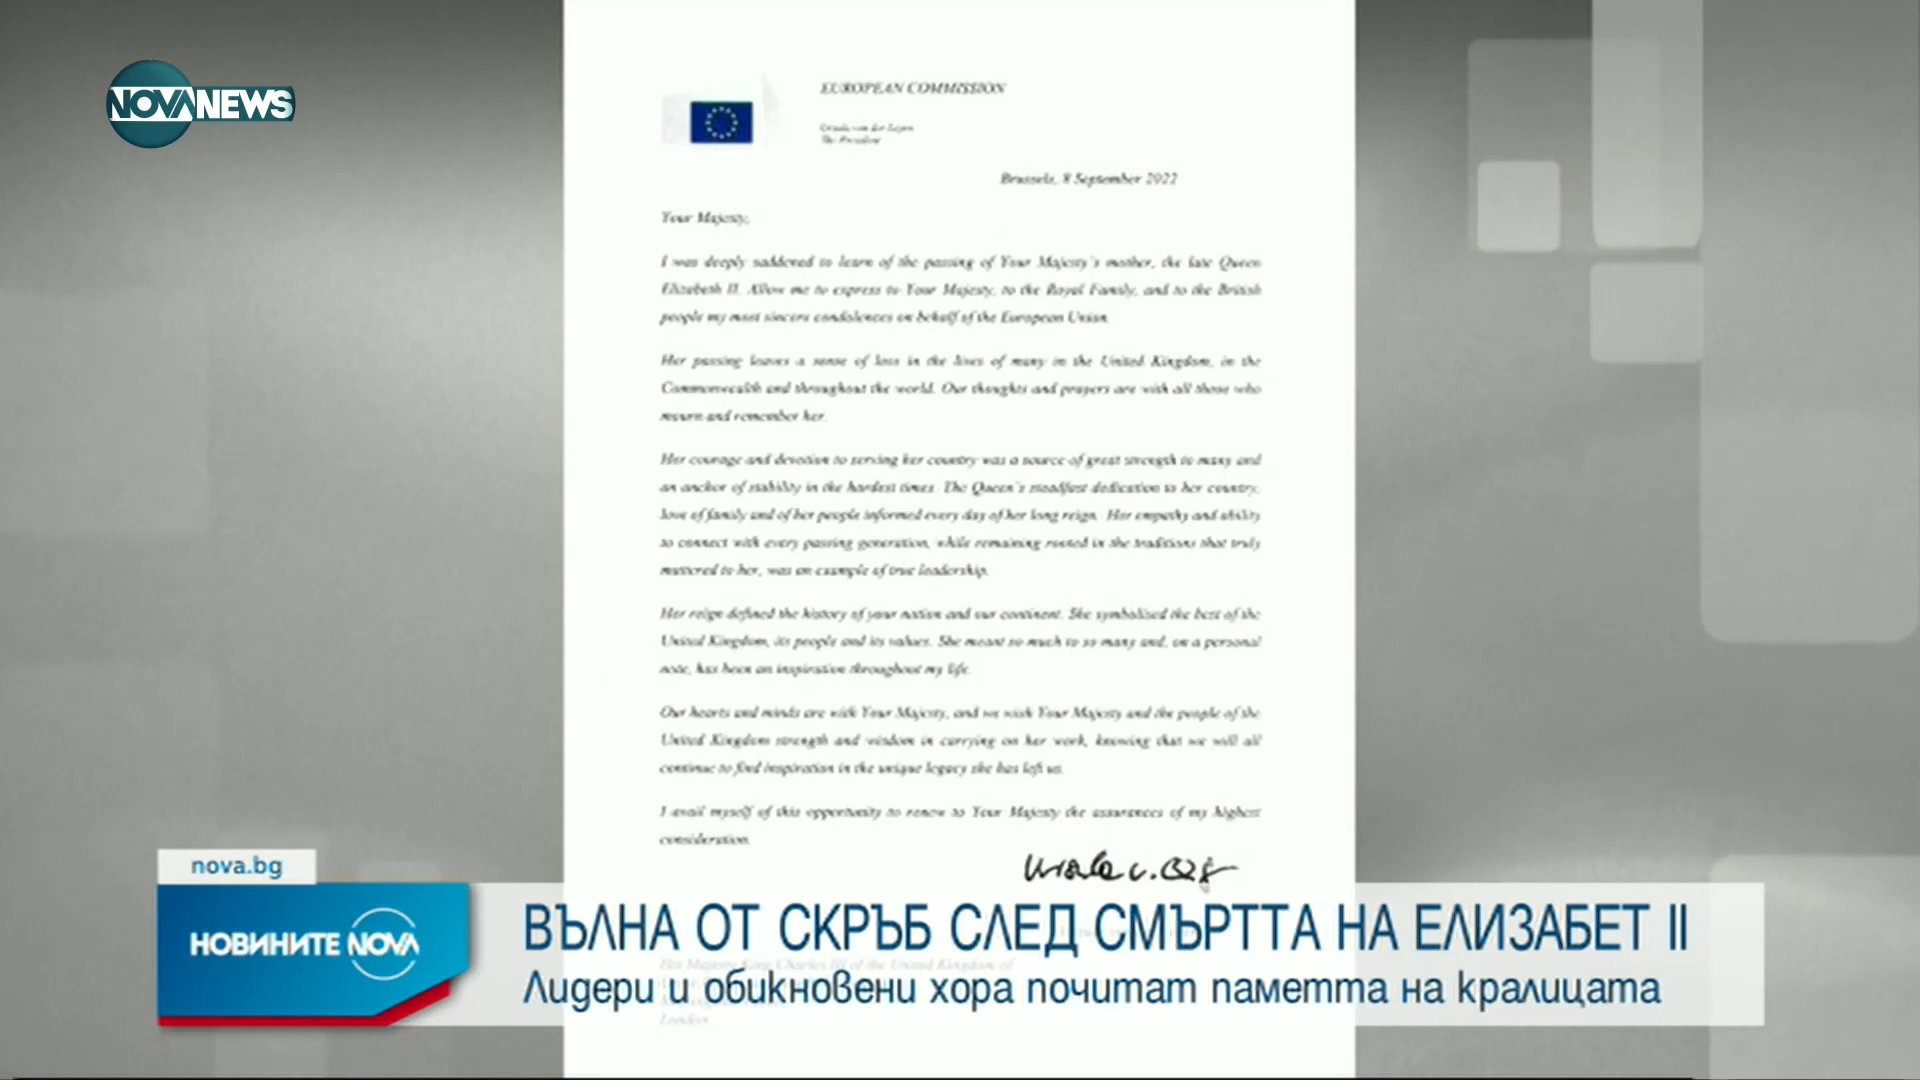 NOVANEWS
EUROPEAN COMMISSION
Ursula von der Leyen
The President
Brussels, 8 September 2022
Your Majesty,
I was deeply saddened to learn of the passing of Your Majesty's mother, the late Queen
Elizabeth II. Allow me to express to Your Majesty, to the Royal Family, and to the British
people my most sincere condolences on behalf of the European Union.
Her passing leaves a sense of loss in the lives of many in the United Kingdom, in the
Commonwealth and throughout the world. Our thoughts and prayers are with all those who
mourn and remember her.
Her courage and devotion to serving her country was a source of great strength to many and
an anchor of stability in the hardest times. The Queen's steadfast dedication to her country,
love of family and of her people informed every day of her long reign. Her empathy and ability
to connect with every passing generation, while remaining rooted in the traditions that truly
mattered to her, was an example of true leadership.
Her reign defined the history of your nation and our continent. She symbolised the best of the
United Kingdom, its people and its values. She meant so much to so many and, on a personal
note, has been an inspiration throughout my life.
Our hearts and minds are with Your Majesty, and we wish Your Majesty and the people of the
United Kingdom strength and wisdom in carrying on her work, knowing that we will all
continue to find inspiration in the unique legacy she has left us.
I avail myself of this opportunity to renew to Your Majesty the assurances of my highest
consideration.
nova.bg
НОВИНИТЕ NOVA
ВЪЛНА ОТ СКРЪБ СЛЕД СМЪРТТА НА ЕЛИЗАБЕТ II
His Majesty King Charles III of the United Kingdom of
Лидери и обикновени хора почитат паметта на кралицата
London